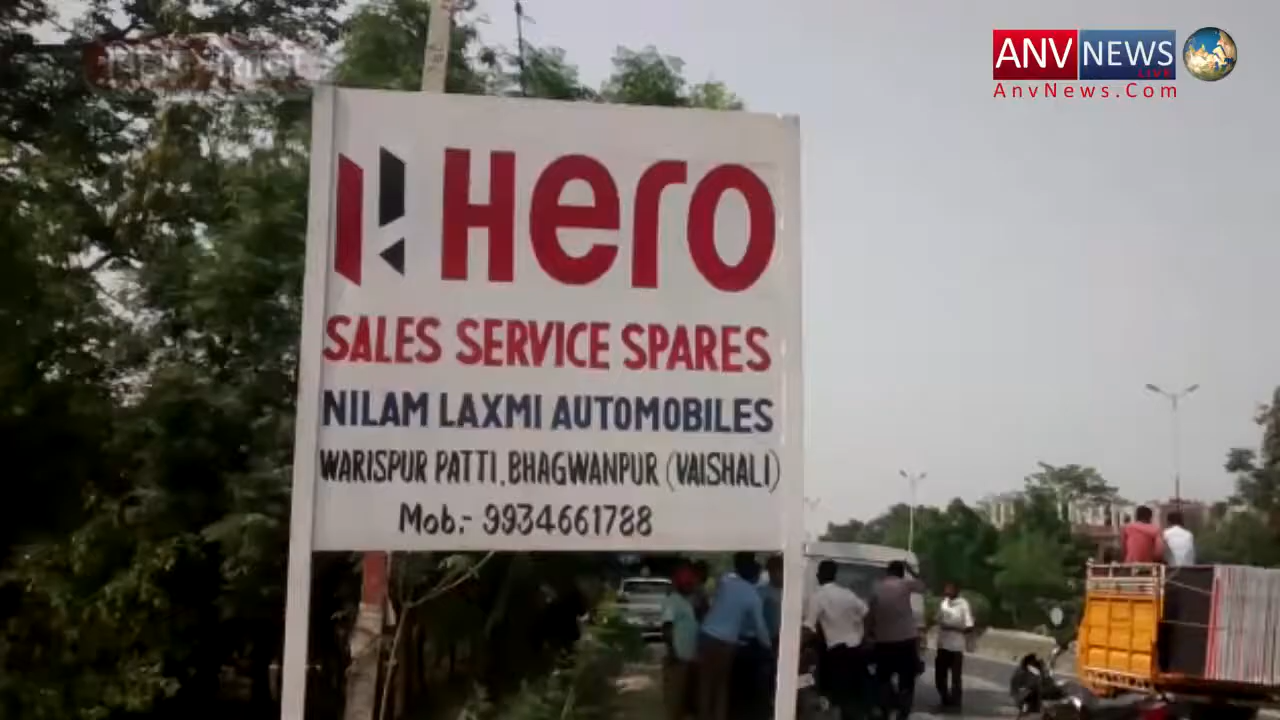 ANV NEWS
LIVE
AnvNews.Com
Hero
SALES SERVICE SPARES
NILAM LAXMI AUTOMOBILES
WARISPUR PATTI, BHAGWANPUR (VAISHALI)
Mob.- 9934661788